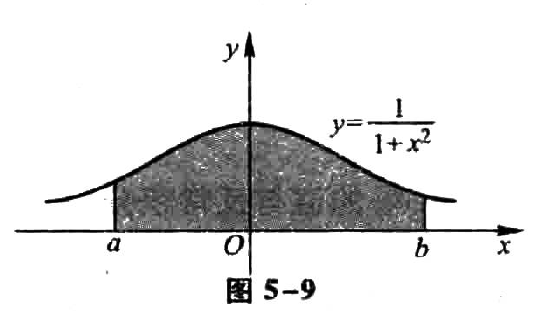 y
y=1/(1+x²)
a O b x
图 5-9